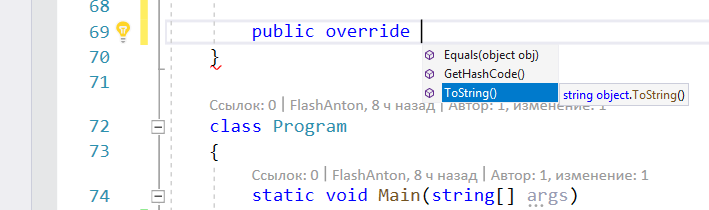 68
69 public override
Equals(object obj)
70 }
GetHashCode()
71
ToString() string object.ToString()
Ссылок: 0 | FlashAnton, 8 ч назад | Автор: 1, изменение: 1
72 class Program
73 {
Ссылок: 0 | FlashAnton, 8 ч назад | Автор: 1, изменение: 1
74 static void Main(string[] args)